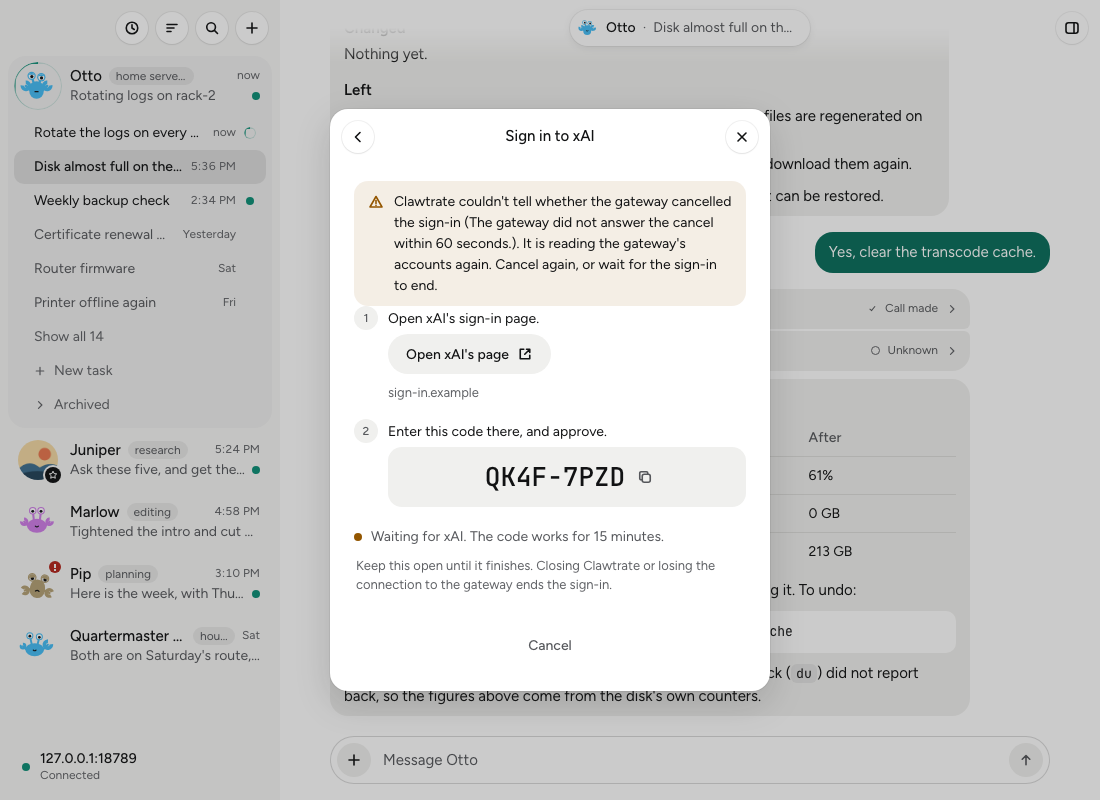 Otto
home serve...
now
Rotating logs on rack-2
Rotate the logs on every ...
now
Disk almost full on the...
5:36 PM
Weekly backup check
2:34 PM
Certificate renewal ...
Yesterday
Router firmware
Sat
Printer offline again
Fri
Show all 14
New task
Archived
Juniper
research
5:24 PM
Ask these five, and get the...
Marlow
editing
4:58 PM
Tightened the intro and cut ...
Pip
planning
3:10 PM
Here is the week, with Thu...
Quartermaster ...
hou...
Sat
Both are on Saturday's route,...
127.0.0.1:18789
Connected
Otto · Disk almost full on th...
Changed
Nothing yet.
Left
files are regenerated on
download them again.
can be restored.
Yes, clear the transcode cache.
Call made
Unknown
After
61%
0 GB
213 GB
g it. To undo:
che
ck ( du ) did not report
back, so the figures above come from the disk's own counters.
Message Otto
Sign in to xAI
Clawtrate couldn't tell whether the gateway cancelled
the sign-in (The gateway did not answer the cancel
within 60 seconds.). It is reading the gateway's
accounts again. Cancel again, or wait for the sign-in
to end.
1
Open xAI's sign-in page.
Open xAI's page
sign-in.example
2
Enter this code there, and approve.
QK4F-7PZD
Waiting for xAI. The code works for 15 minutes.
Keep this open until it finishes. Closing Clawtrate or losing the
connection to the gateway ends the sign-in.
Cancel